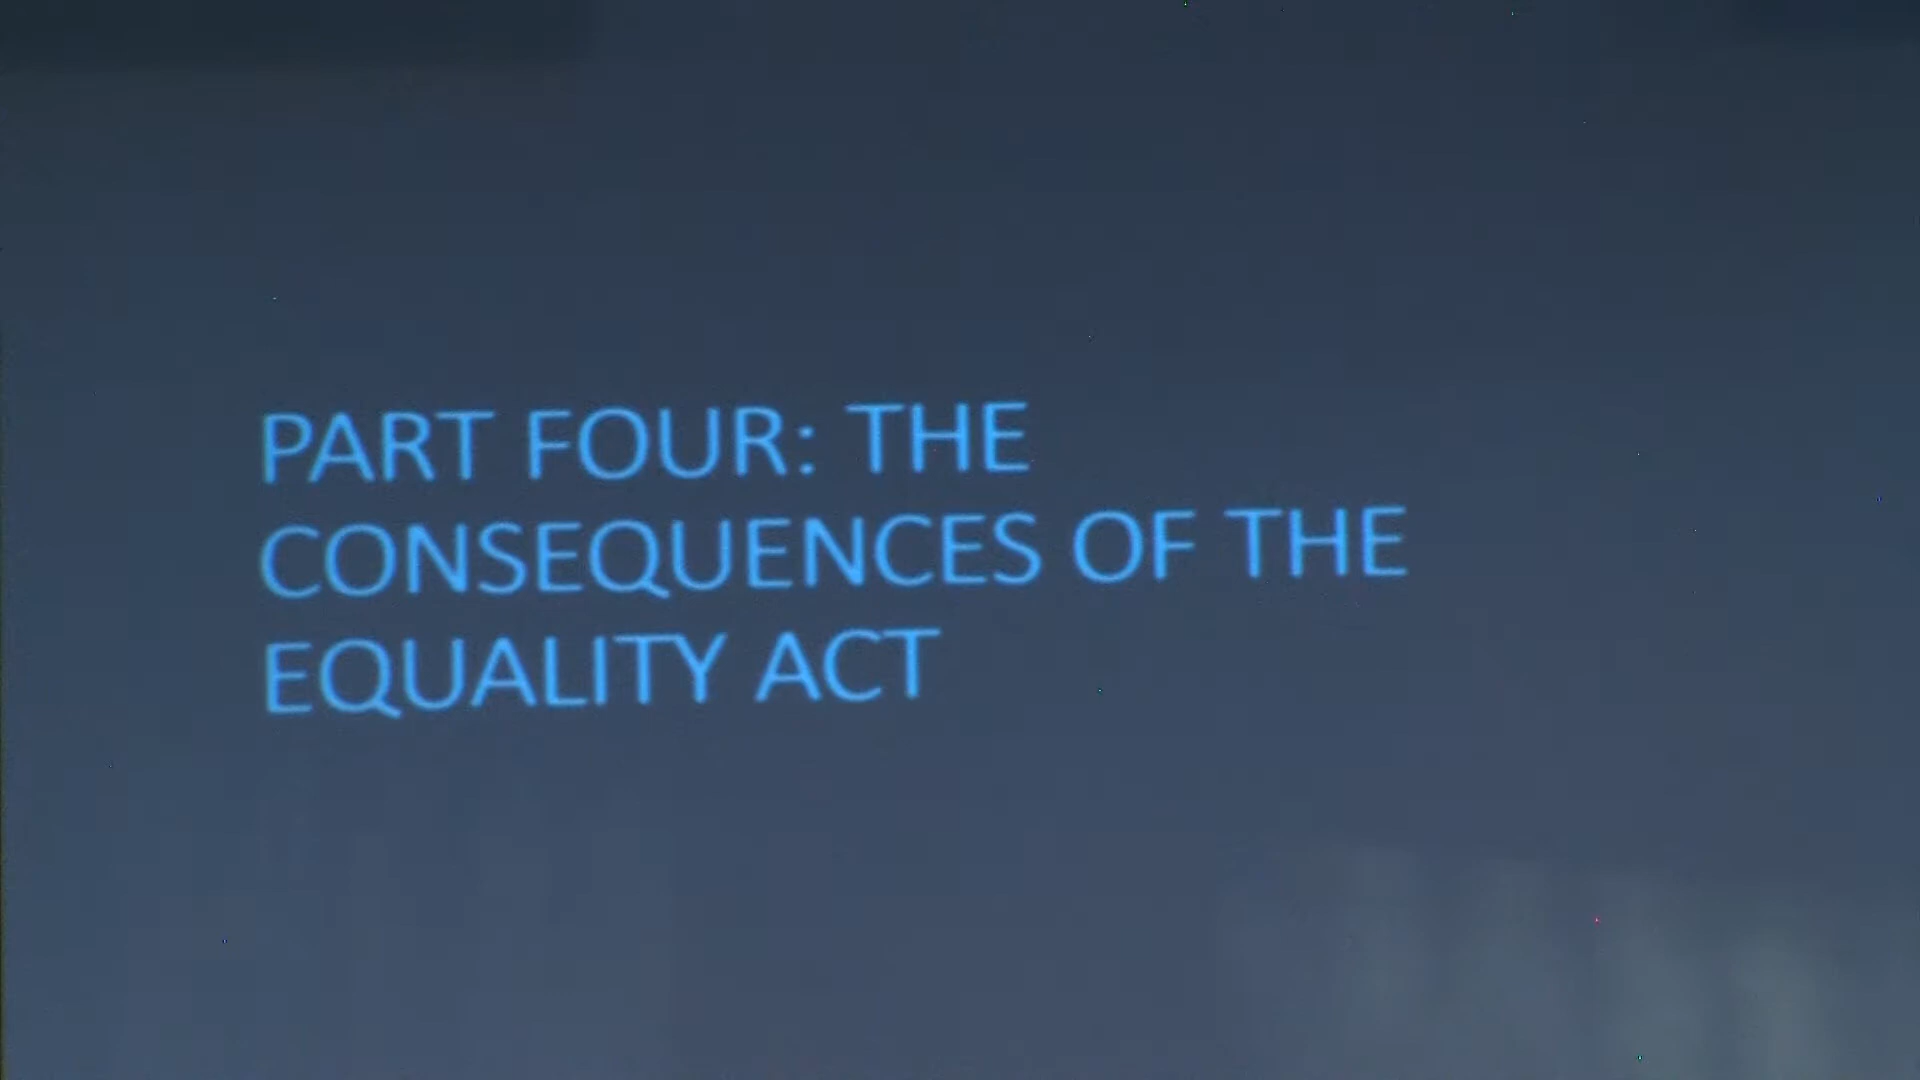 PART FOUR: THE
CONSEQUENCES OF THE
EQUALITY ACT